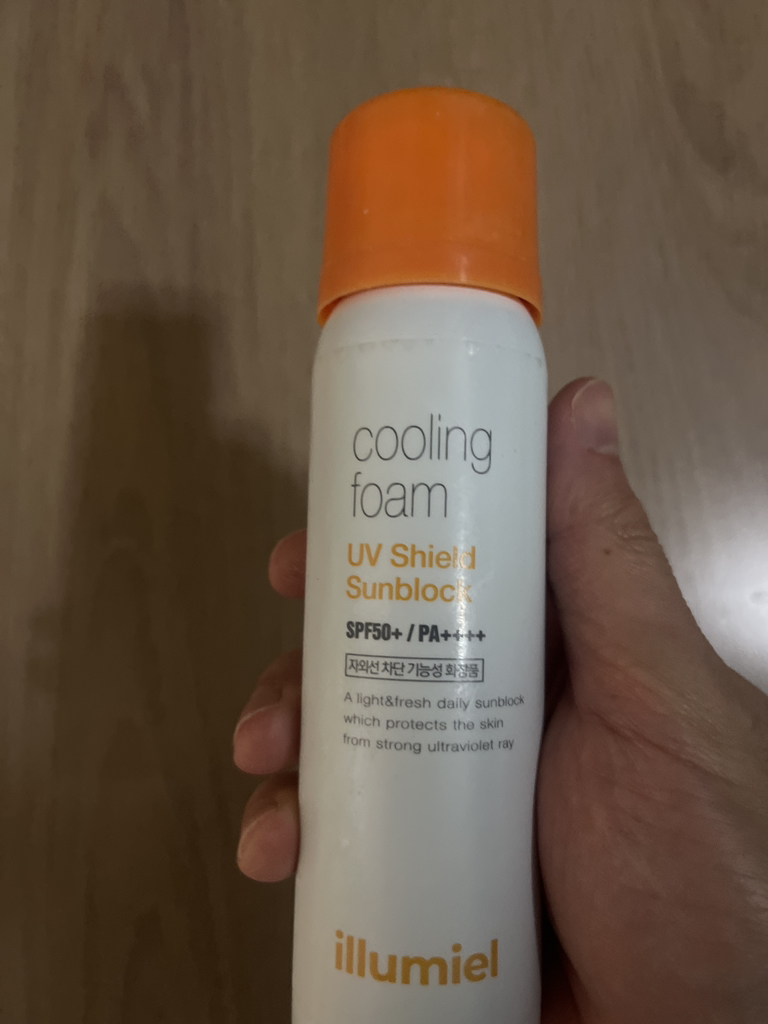 cooling
foam
UV Shield
Sunblock
SPF50+ / PA++++
자외선 차단 기능성 화장품
A light&fresh daily sunblock
which protects the skin
from strong ultraviolet ray
illumiel